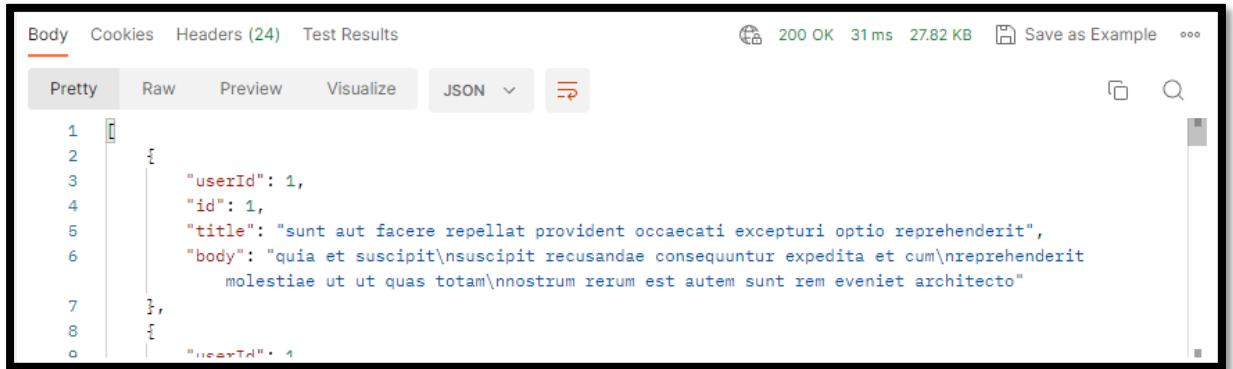 Body Cookies Headers (24) Test Results 200 OK 31 ms 27.82 KB Save as Example
Pretty Raw Preview Visualize JSON
1 [
2 {
3 "userId": 1,
4 "id": 1,
5 "title": "sunt aut facere repellat provident occaecati excepturi optio reprehenderit",
6 "body": "quia et suscipit\nsuscipit recusandae consequuntur expedita et cum\nreprehenderit
molestiae ut ut quas totam\nnostrum rerum est autem sunt rem eveniet architecto"
7 },
8 {
9 "userId": 1